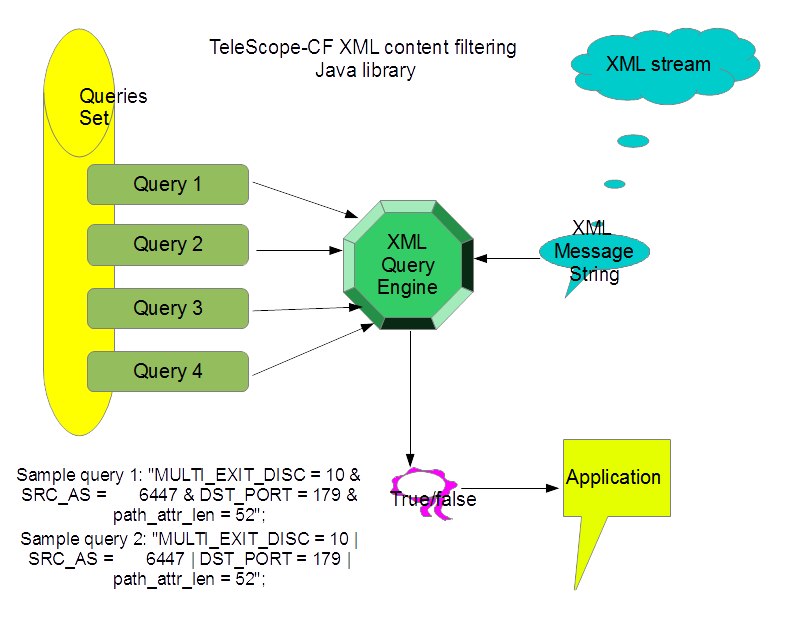 TeleScope-CF XML content filtering
Java library
XML stream
Queries
Set
Query 1
Query 2
Query 3
Query 4
XML
Query
Engine
XML
Message
String
True/false
Application
Sample query 1: "MULTI_EXIT_DISC = 10 &
SRC_AS = 6447 & DST_PORT = 179 &
path_attr_len = 52";
Sample query 2: "MULTI_EXIT_DISC = 10 |
SRC_AS = 6447 | DST_PORT = 179 |
path_attr_len = 52";